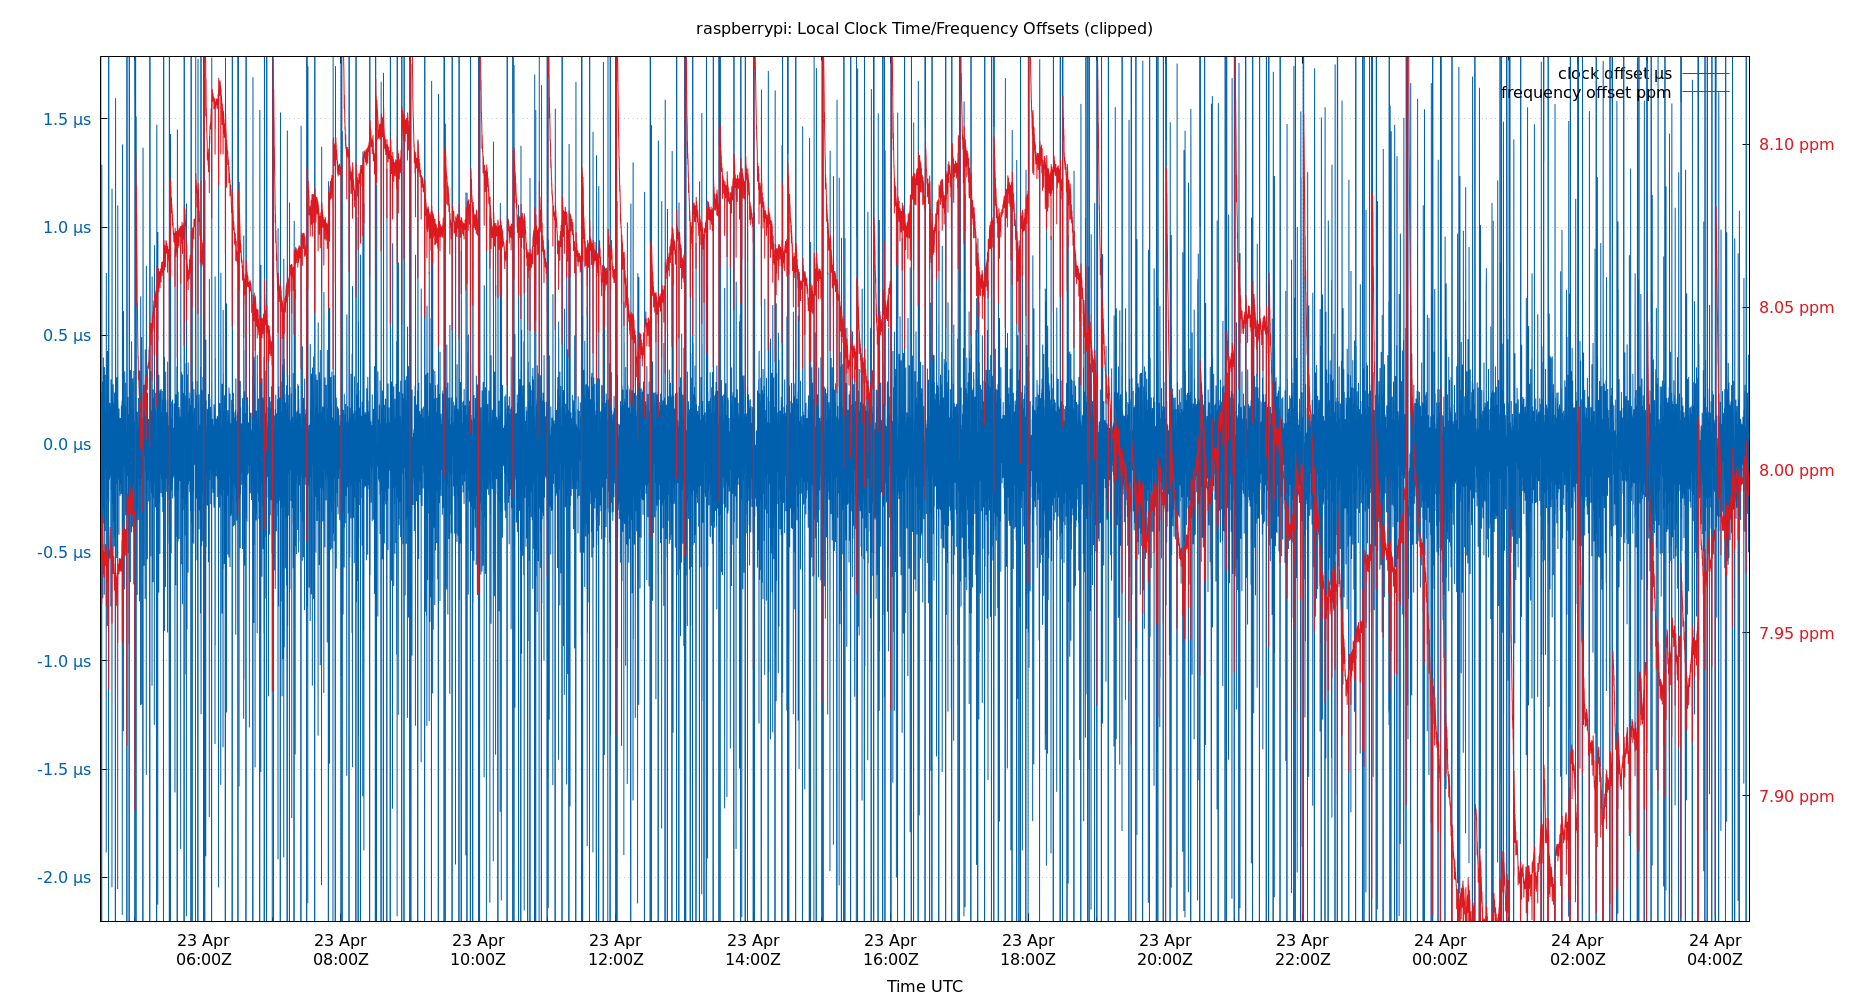 raspberrypi: Local Clock Time/Frequency Offsets (clipped)
clock offset µs
frequency offset ppm
1.5 µs
1.0 µs
0.5 µs
0.0 µs
-0.5 µs
-1.0 µs
-1.5 µs
-2.0 µs
8.10 ppm
8.05 ppm
8.00 ppm
7.95 ppm
7.90 ppm
23 Apr 23 Apr 23 Apr 23 Apr 23 Apr 23 Apr 23 Apr 23 Apr 23 Apr 24 Apr 24 Apr 24 Apr
06:00Z 08:00Z 10:00Z 12:00Z 14:00Z 16:00Z 18:00Z 20:00Z 22:00Z 00:00Z 02:00Z 04:00Z
Time UTC